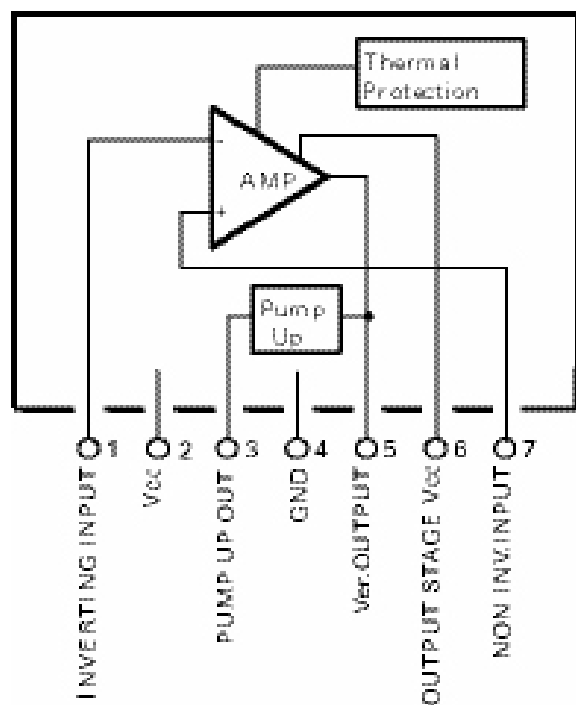 Thermal
Protection
-
AMP
+
Pump
Up
1
2
3
4
5
6
7
INVERTING INPUT
Vcc
PUMP UP OUT
GND
Ver.OUTPUT
OUTPUT STAGE Vcc
NON INV.INPUT